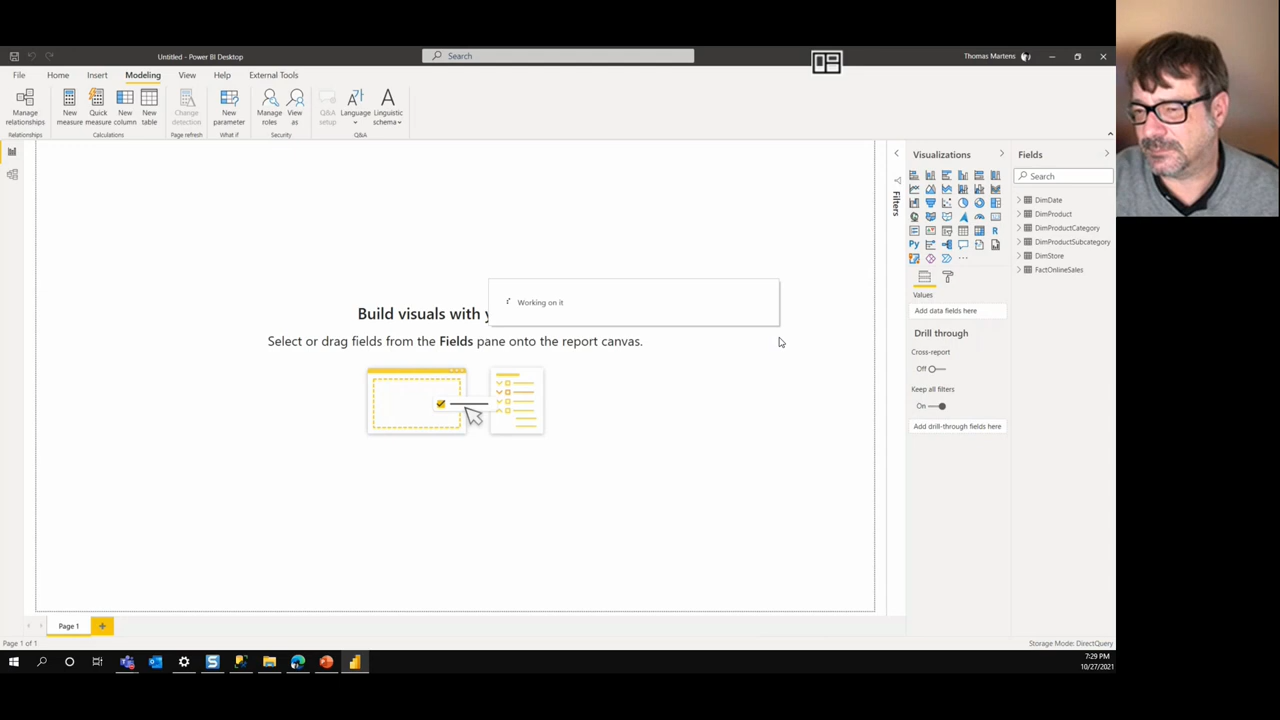 Untitled - Power BI Desktop
Search
Thomas Martens
File
Home
Insert
Modeling
View
Help
External Tools
Manage relationships
New measure
Quick measure
New column
New table
Change detection
New parameter
Manage roles
View as
Q&A setup
Language
Linguistic schema
Relationships
Calculations
Page refresh
What if
Security
Q&A
Filters
Visualizations
R
Py
Values
Add data fields here
Drill through
Cross-report
Off
Keep all filters
On
Add drill-through fields here
Fields
Search
DimDate
DimProduct
DimProductCategory
DimProductSubcategory
DimStore
FactOnlineSales
Working on it
Build visuals with
Select or drag fields from the Fields pane onto the report canvas.
Page 1
Page 1 of 1
Storage Mode: DirectQuery
7:29 PM
10/27/2021